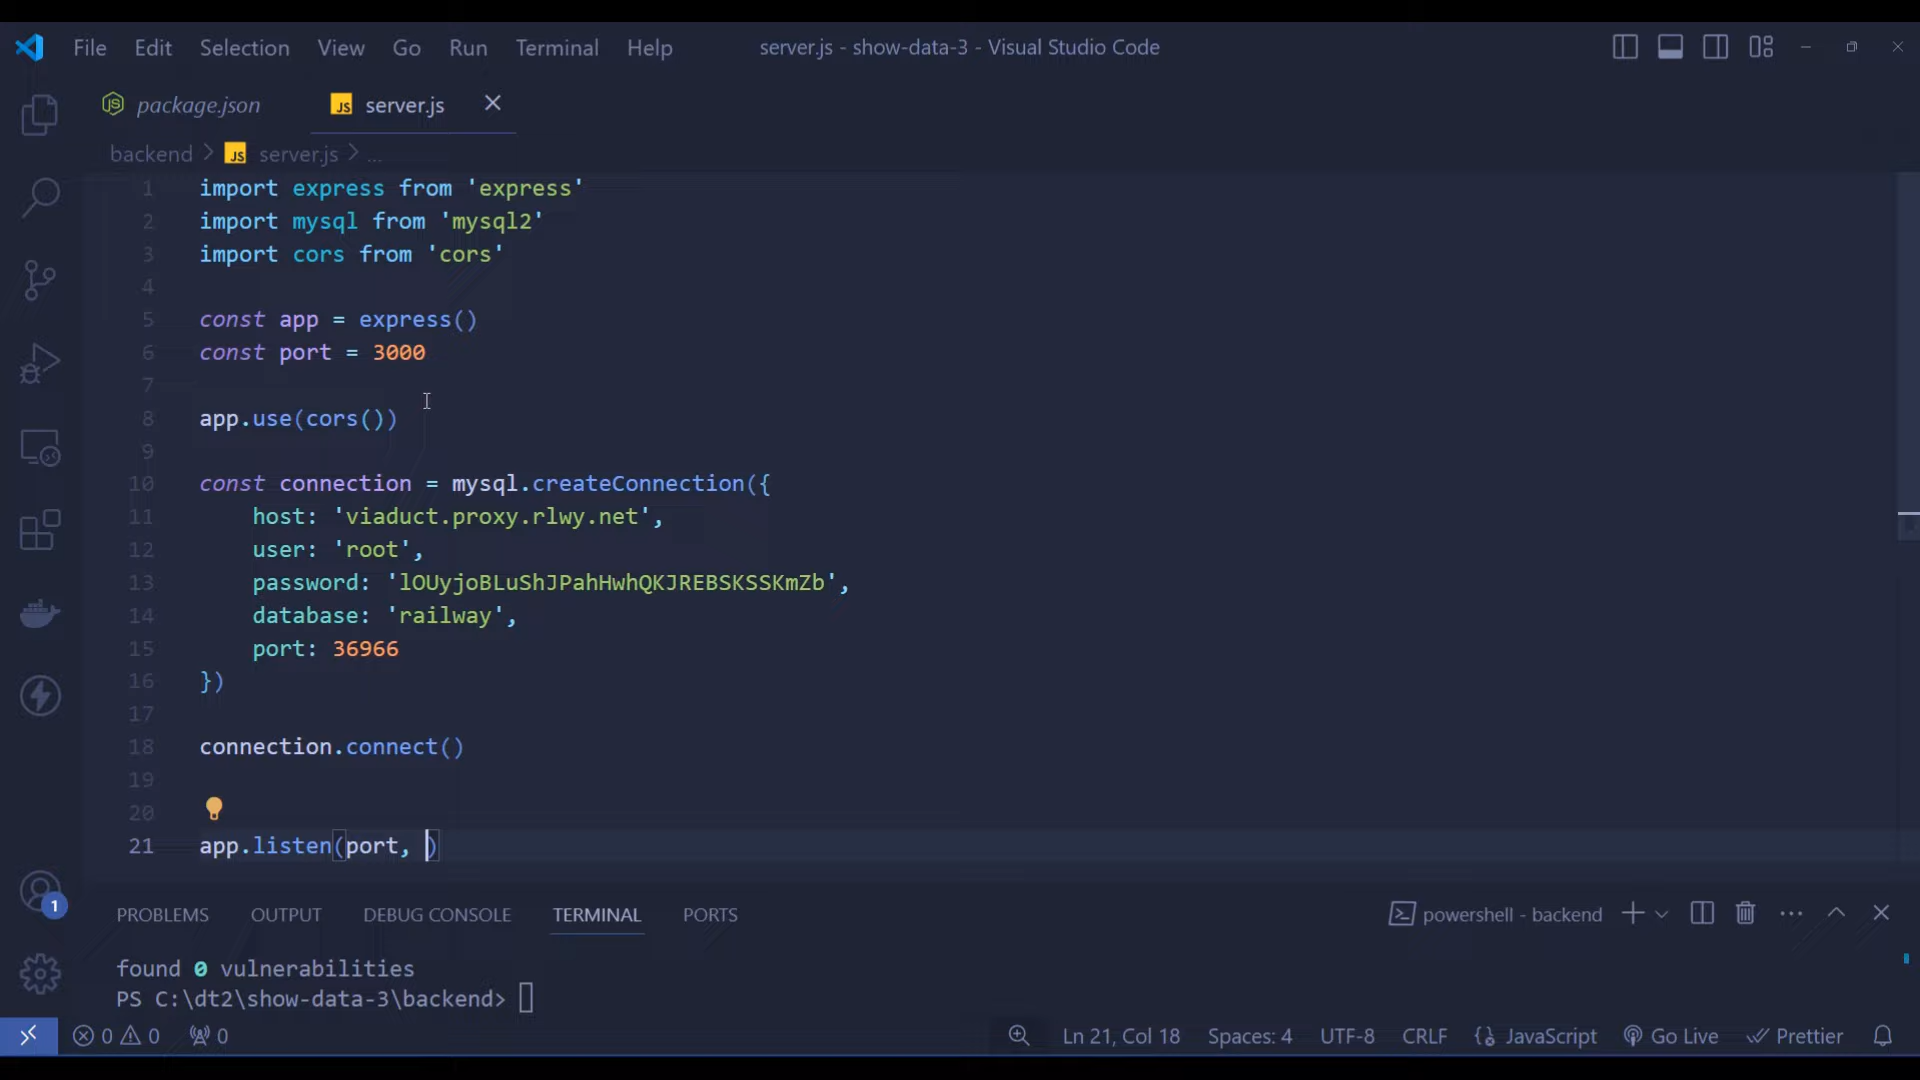 File Edit Selection View Go Run Terminal Help server.js - show-data-3 - Visual Studio Code
package.json server.js
backend > server.js > ...
1 import express from 'express'
2 import mysql from 'mysql2'
3 import cors from 'cors'
4
5 const app = express()
6 const port = 3000
7
8 app.use(cors())
9
10 const connection = mysql.createConnection({
11 host: 'viaduct.proxy.rlwy.net',
12 user: 'root',
13 password: 'lOUyjoBLuShJPahHwhQKJREBSKSSKmZb',
14 database: 'railway',
15 port: 36966
16 })
17
18 connection.connect()
19
20
21 app.listen(port, )
PROBLEMS OUTPUT DEBUG CONSOLE TERMINAL PORTS powershell - backend
found 0 vulnerabilities
PS C:\dt2\show-data-3\backend>
1
0 0 0 Ln 21, Col 18 Spaces: 4 UTF-8 CRLF JavaScript Go Live Prettier